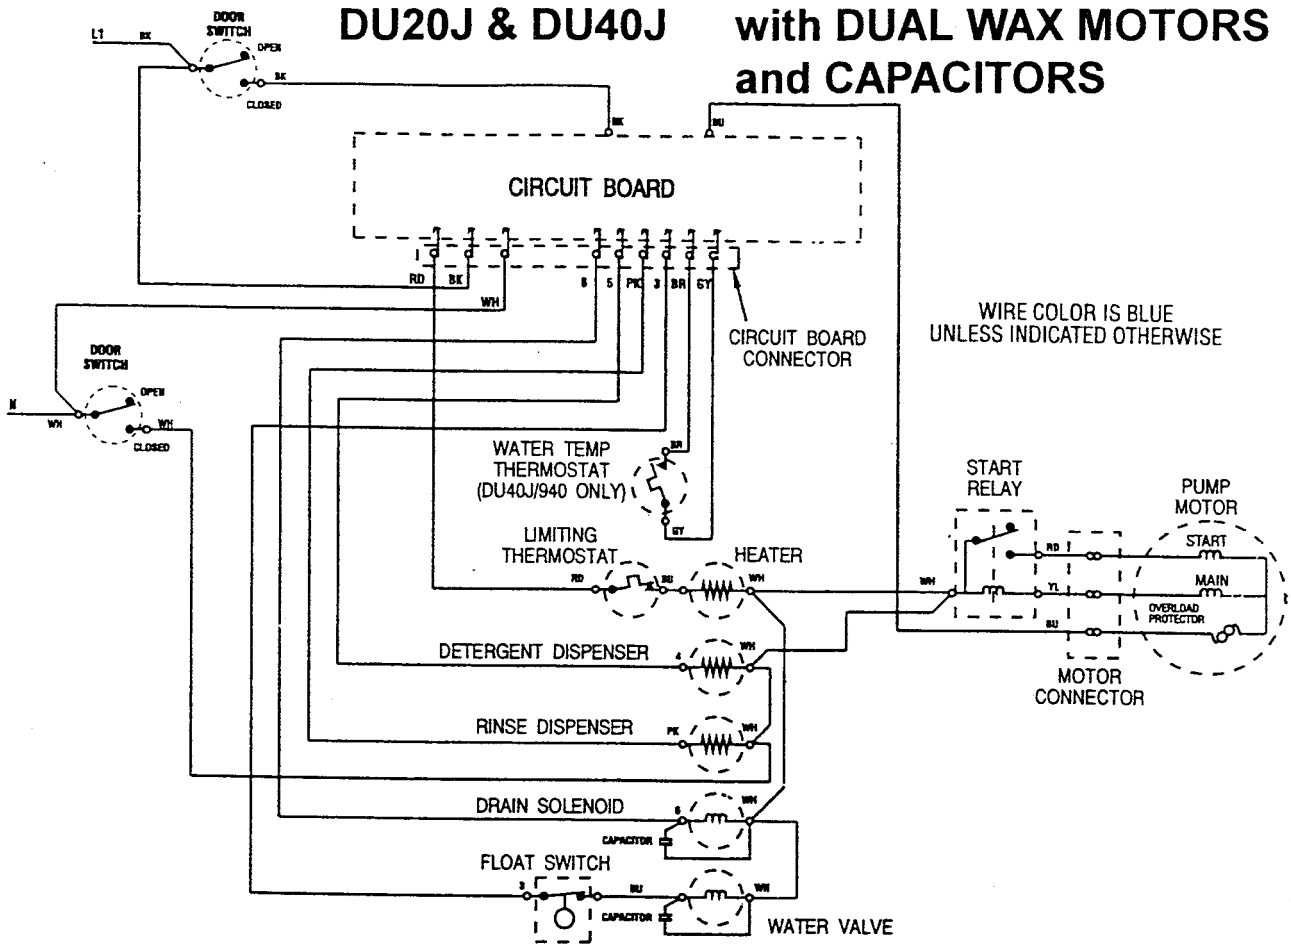 DU20J & DU40J with DUAL WAX MOTORS
and CAPACITORS
DOOR
SWITCH
L1 BK
OPEN
BK
CLOSED
BK BU
CIRCUIT BOARD
RD BK WH 6 5 PK 3 BR GY
CIRCUIT BOARD
CONNECTOR
WIRE COLOR IS BLUE
UNLESS INDICATED OTHERWISE
DOOR
SWITCH
OPEN
N
WH WH
CLOSED
WATER TEMP
THERMOSTAT
(DU40J/940 ONLY)
BR
GY
START
RELAY
PUMP
MOTOR
START
RD
MAIN
YL
OVERLOAD
PROTECTOR
BU
WH
MOTOR
CONNECTOR
LIMITING
THERMOSTAT
HEATER
RD BU WH
DETERGENT DISPENSER 4 WH
RINSE DISPENSER PK WH
DRAIN SOLENOID 6 WH
CAPACITOR
FLOAT SWITCH
3 BU WH
CAPACITOR
WATER VALVE